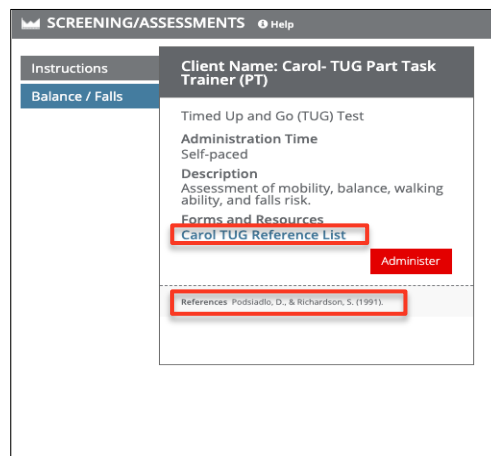 SCREENING/ASSESSMENTS Help
Instructions
Balance / Falls
Client Name: Carol- TUG Part Task
Trainer (PT)
Timed Up and Go (TUG) Test
Administration Time
Self-paced
Description
Assessment of mobility, balance, walking
ability, and falls risk.
Forms and Resources
Carol TUG Reference List
Administer
References Podsiadlo, D., & Richardson, S. (1991).